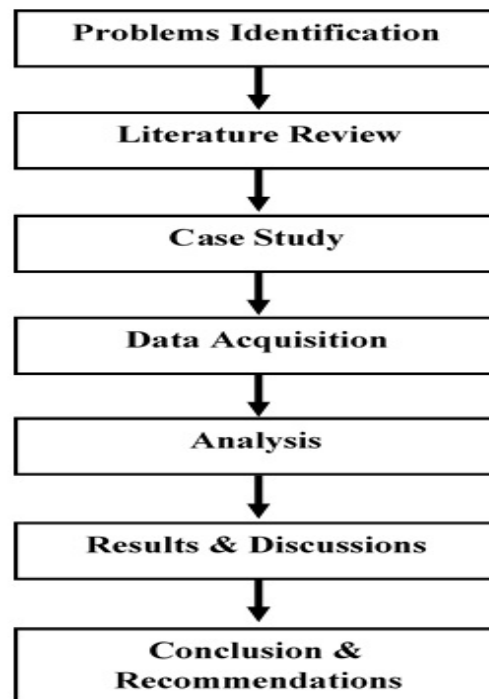 Problems Identification
Literature Review
Case Study
Data Acquisition
Analysis
Results & Discussions
Conclusion &
Recommendations